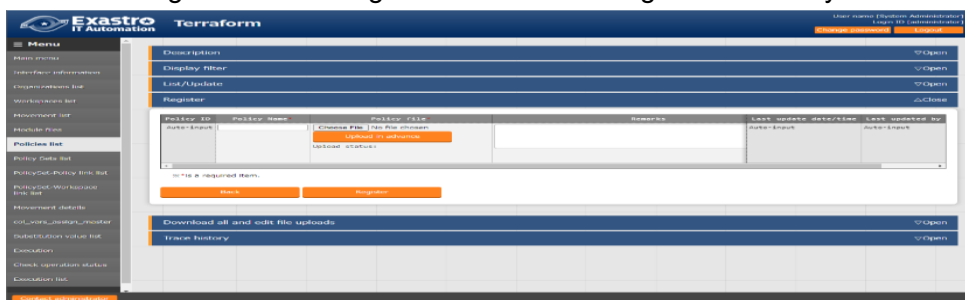 Exastro
IT Automation
Terraform
User name [System Administrator]
Login ID [administrator]
Change password
Logout
Menu
Main menu
Interface information
Organizations list
Workspaces list
Movement list
Module files
Policies list
Policy Sets list
PolicySet-Policy link list
PolicySet-Workspace
link list
Movement details
col_vars_assign_master
Substitution value list
Execution
Check operation status
Execution list
Contact administrator
Description ▽Open
Display filter ▽Open
List/Update ▽Open
Register △Close
Policy ID Policy Name* Policy file* Remarks Last update date/time Last updated by
Auto-input Choose File No file chosen Auto-input Auto-input
Upload in advance
Upload status:
※*is a required item.
Back Register
Download all and edit file uploads ▽Open
Trace history ▽Open